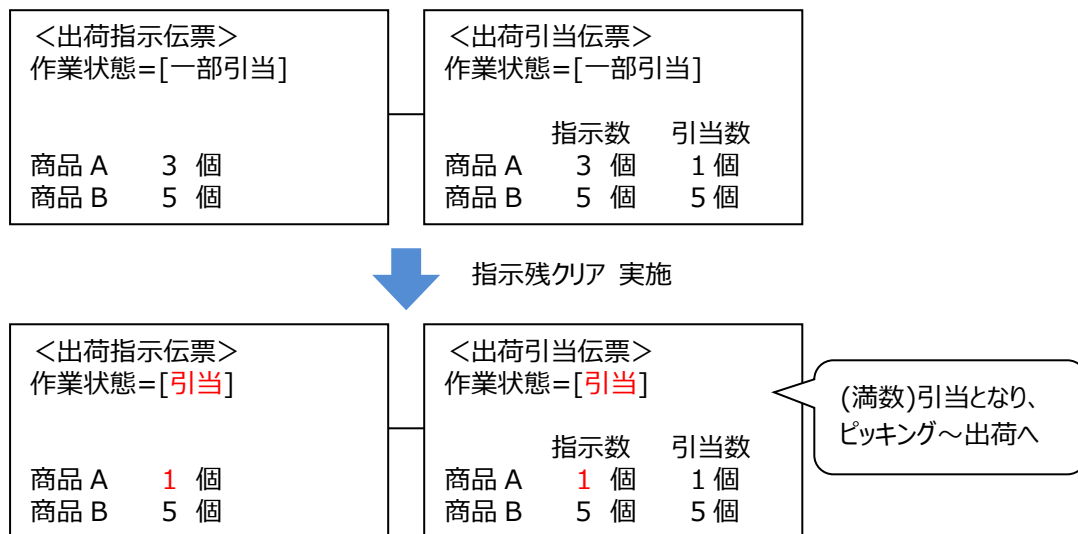 ＜出荷指示伝票＞
作業状態=[一部引当]
商品 A 3 個
商品 B 5 個
＜出荷引当伝票＞
作業状態=[一部引当]
指示数 引当数
商品 A 3 個 1 個
商品 B 5 個 5 個
指示残クリア 実施
＜出荷指示伝票＞
作業状態=[引当]
商品 A 1 個
商品 B 5 個
＜出荷引当伝票＞
作業状態=[引当]
指示数 引当数
商品 A 1 個 1 個
商品 B 5 個 5 個
(満数)引当となり、
ピッキング～出荷へ